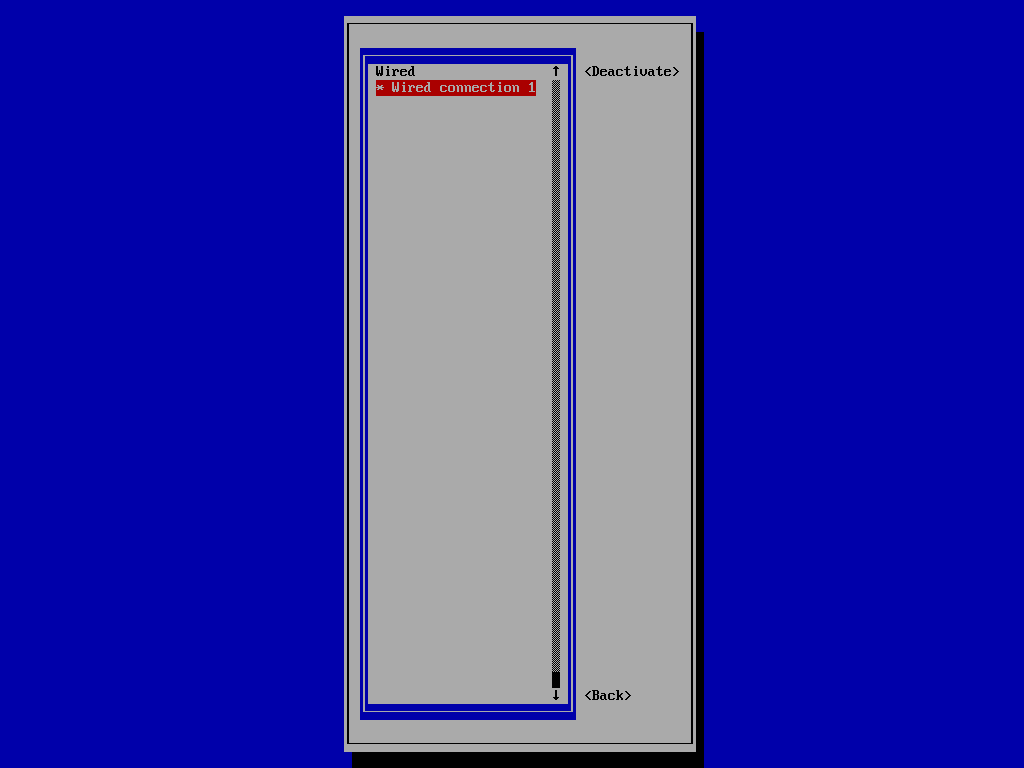 Wired ↑ <Deactivate>
* Wired connection 1
↓ <Back>